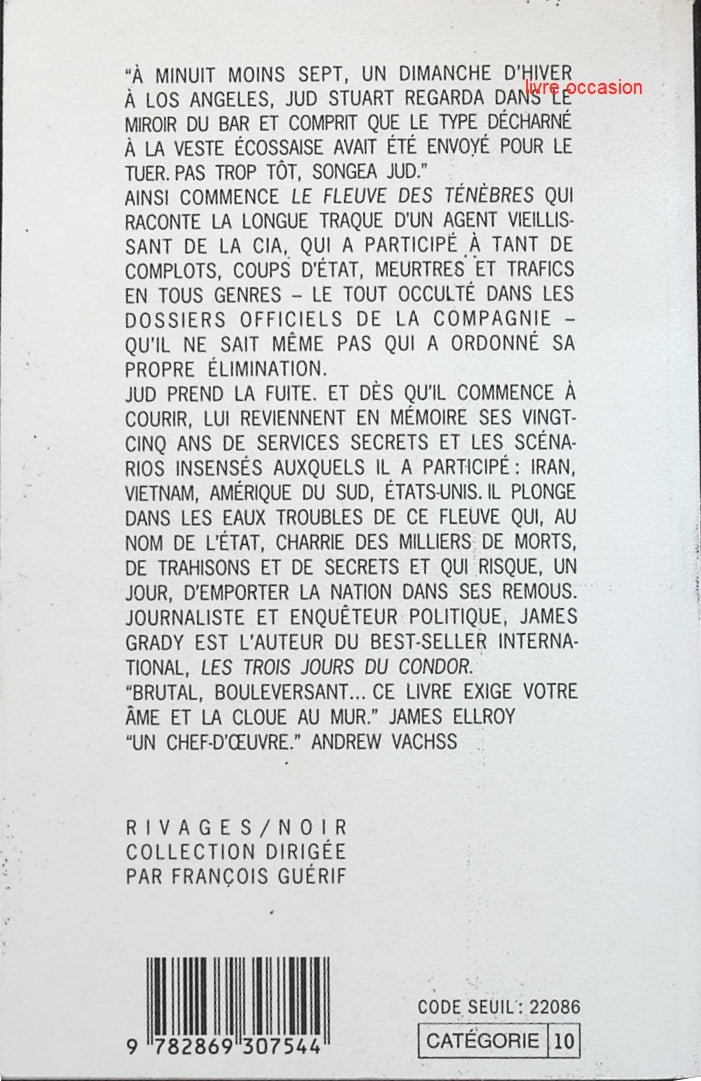 "À MINUIT MOINS SEPT, UN DIMANCHE D'HIVER
livre occasion
À LOS ANGELES, JUD STUART REGARDA DANS LE
MIROIR DU BAR ET COMPRIT QUE LE TYPE DÉCHARNÉ
À LA VESTE ÉCOSSAISE AVAIT ÉTÉ ENVOYÉ POUR LE
TUER. PAS TROP TÔT, SONGEA JUD."
AINSI COMMENCE LE FLEUVE DES TÉNÈBRES QUI
RACONTE LA LONGUE TRAQUE D'UN AGENT VIEILLIS-
SANT DE LA CIA, QUI A PARTICIPÉ À TANT DE
COMPLOTS, COUPS D'ÉTAT, MEURTRES ET TRAFICS
EN TOUS GENRES – LE TOUT OCCULTÉ DANS LES
DOSSIERS OFFICIELS DE LA COMPAGNIE –
QU'IL NE SAIT MÊME PAS QUI A ORDONNÉ SA
PROPRE ÉLIMINATION.
JUD PREND LA FUITE. ET DÈS QU'IL COMMENCE À
COURIR, LUI REVIENNENT EN MÉMOIRE SES VINGT-
CINQ ANS DE SERVICES SECRETS ET LES SCÉNA-
RIOS INSENSÉS AUXQUELS IL A PARTICIPÉ : IRAN,
VIETNAM, AMÉRIQUE DU SUD, ÉTATS-UNIS. IL PLONGE
DANS LES EAUX TROUBLES DE CE FLEUVE QUI, AU
NOM DE L'ÉTAT, CHARRIE DES MILLIERS DE MORTS,
DE TRAHISONS ET DE SECRETS ET QUI RISQUE, UN
JOUR, D'EMPORTER LA NATION DANS SES REMOUS.
JOURNALISTE ET ENQUÊTEUR POLITIQUE, JAMES
GRADY EST L'AUTEUR DU BEST-SELLER INTERNA-
TIONAL, LES TROIS JOURS DU CONDOR.
"BRUTAL, BOULEVERSANT... CE LIVRE EXIGE VOTRE
ÂME ET LA CLOUE AU MUR." JAMES ELLROY
"UN CHEF-D'ŒUVRE." ANDREW VACHSS
RIVAGES/NOIR
COLLECTION DIRIGÉE
PAR FRANÇOIS GUÉRIF
CODE SEUIL : 22086
CATÉGORIE 10
9 782869 307544